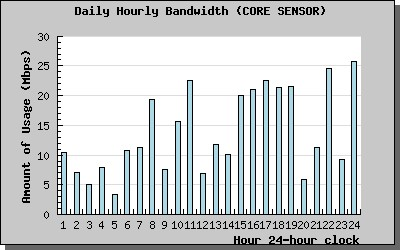 Daily Hourly Bandwidth (CORE SENSOR)
Amount of Usage (Mbps)
30
25
20
15
10
5
0
1 2 3 4 5 6 7 8 9 10 11 12 13 14 15 16 17 18 19 20 21 22 23 24
Hour 24-hour clock